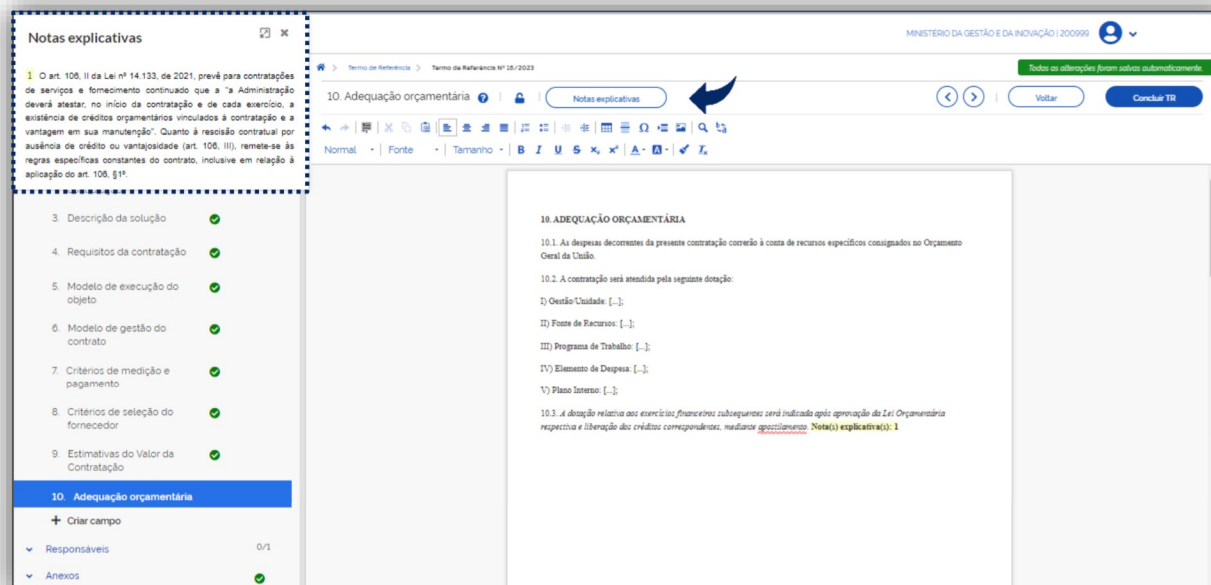 Notas explicativas
1 O art. 106, II da Lei nº 14.133, de 2021, prevê para contratações
de serviços e fornecimento continuado que a "a Administração
deverá atestar, no início da contratação e de cada exercício, a
existência de créditos orçamentários vinculados à contratação e a
vantagem em sua manutenção". Quanto à rescisão contratual por
ausência de crédito ou vantajosidade (art. 106, III), remete-se às
regras específicas constantes do contrato, inclusive em relação à
aplicação do art. 106, §1º.
3. Descrição da solução
4. Requisitos da contratação
5. Modelo de execução do
objeto
6. Modelo de gestão do
contrato
7. Critérios de medição e
pagamento
8. Critérios de seleção do
fornecedor
9. Estimativas do Valor da
Contratação
10. Adequação orçamentária
+ Criar campo
Responsáveis 0/1
Anexos
MINISTÉRIO DA GESTÃO E DA INOVAÇÃO | 200999
> Termo de Referência > Termo de Referência Nº 16/2023
Todas as alterações foram salvas automaticamente.
10. Adequação orçamentária ? Notas explicativas Voltar Concluir TR
Normal Fonte Tamanho B I U S x₂ x² A A Tx
10. ADEQUAÇÃO ORÇAMENTÁRIA
10.1. As despesas decorrentes da presente contratação correrão à conta de recursos específicos consignados no Orçamento
Geral da União.
10.2. A contratação será atendida pela seguinte dotação:
I) Gestão/Unidade: [...];
II) Fonte de Recursos: [...];
III) Programa de Trabalho: [...];
IV) Elemento de Despesa: [...];
V) Plano Interno: [...];
10.3. A dotação relativa aos exercícios financeiros subsequentes será indicada após aprovação da Lei Orçamentária
respectiva e liberação dos créditos correspondentes, mediante apostilamento. Nota(s) explicativa(s): 1